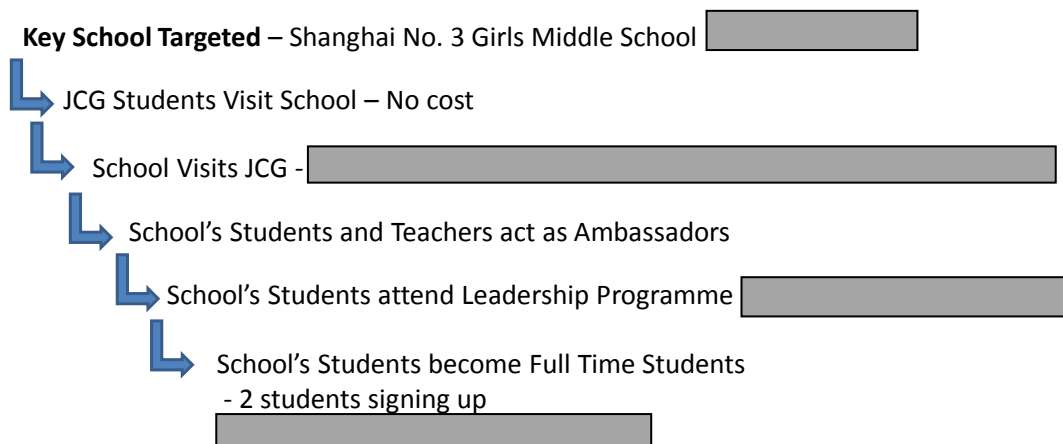 Key School Targeted – Shanghai No. 3 Girls Middle School
JCG Students Visit School – No cost
School Visits JCG -
School's Students and Teachers act as Ambassadors
School's Students attend Leadership Programme
School's Students become Full Time Students
- 2 students signing up